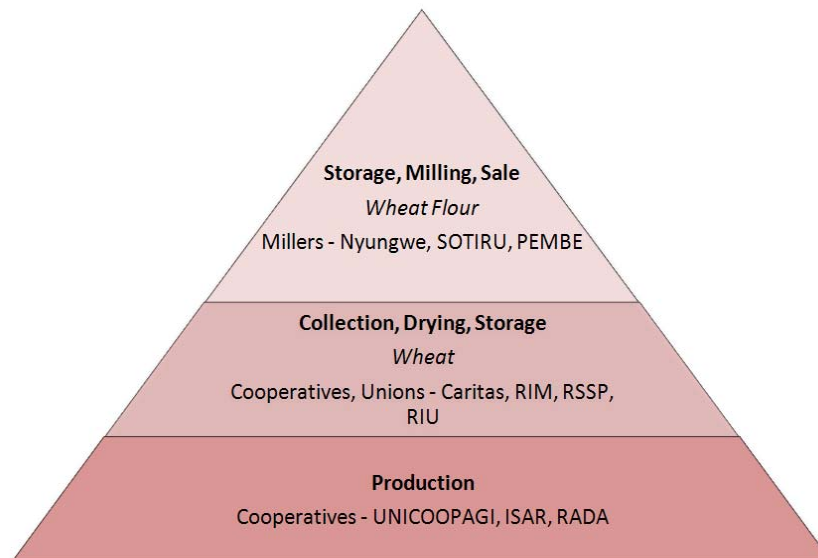 Storage, Milling, Sale
Wheat Flour
Millers - Nyungwe, SOTIRU, PEMBE
Collection, Drying, Storage
Wheat
Cooperatives, Unions - Caritas, RIM, RSSP,
RIU
Production
Cooperatives - UNICOOPAGI, ISAR, RADA